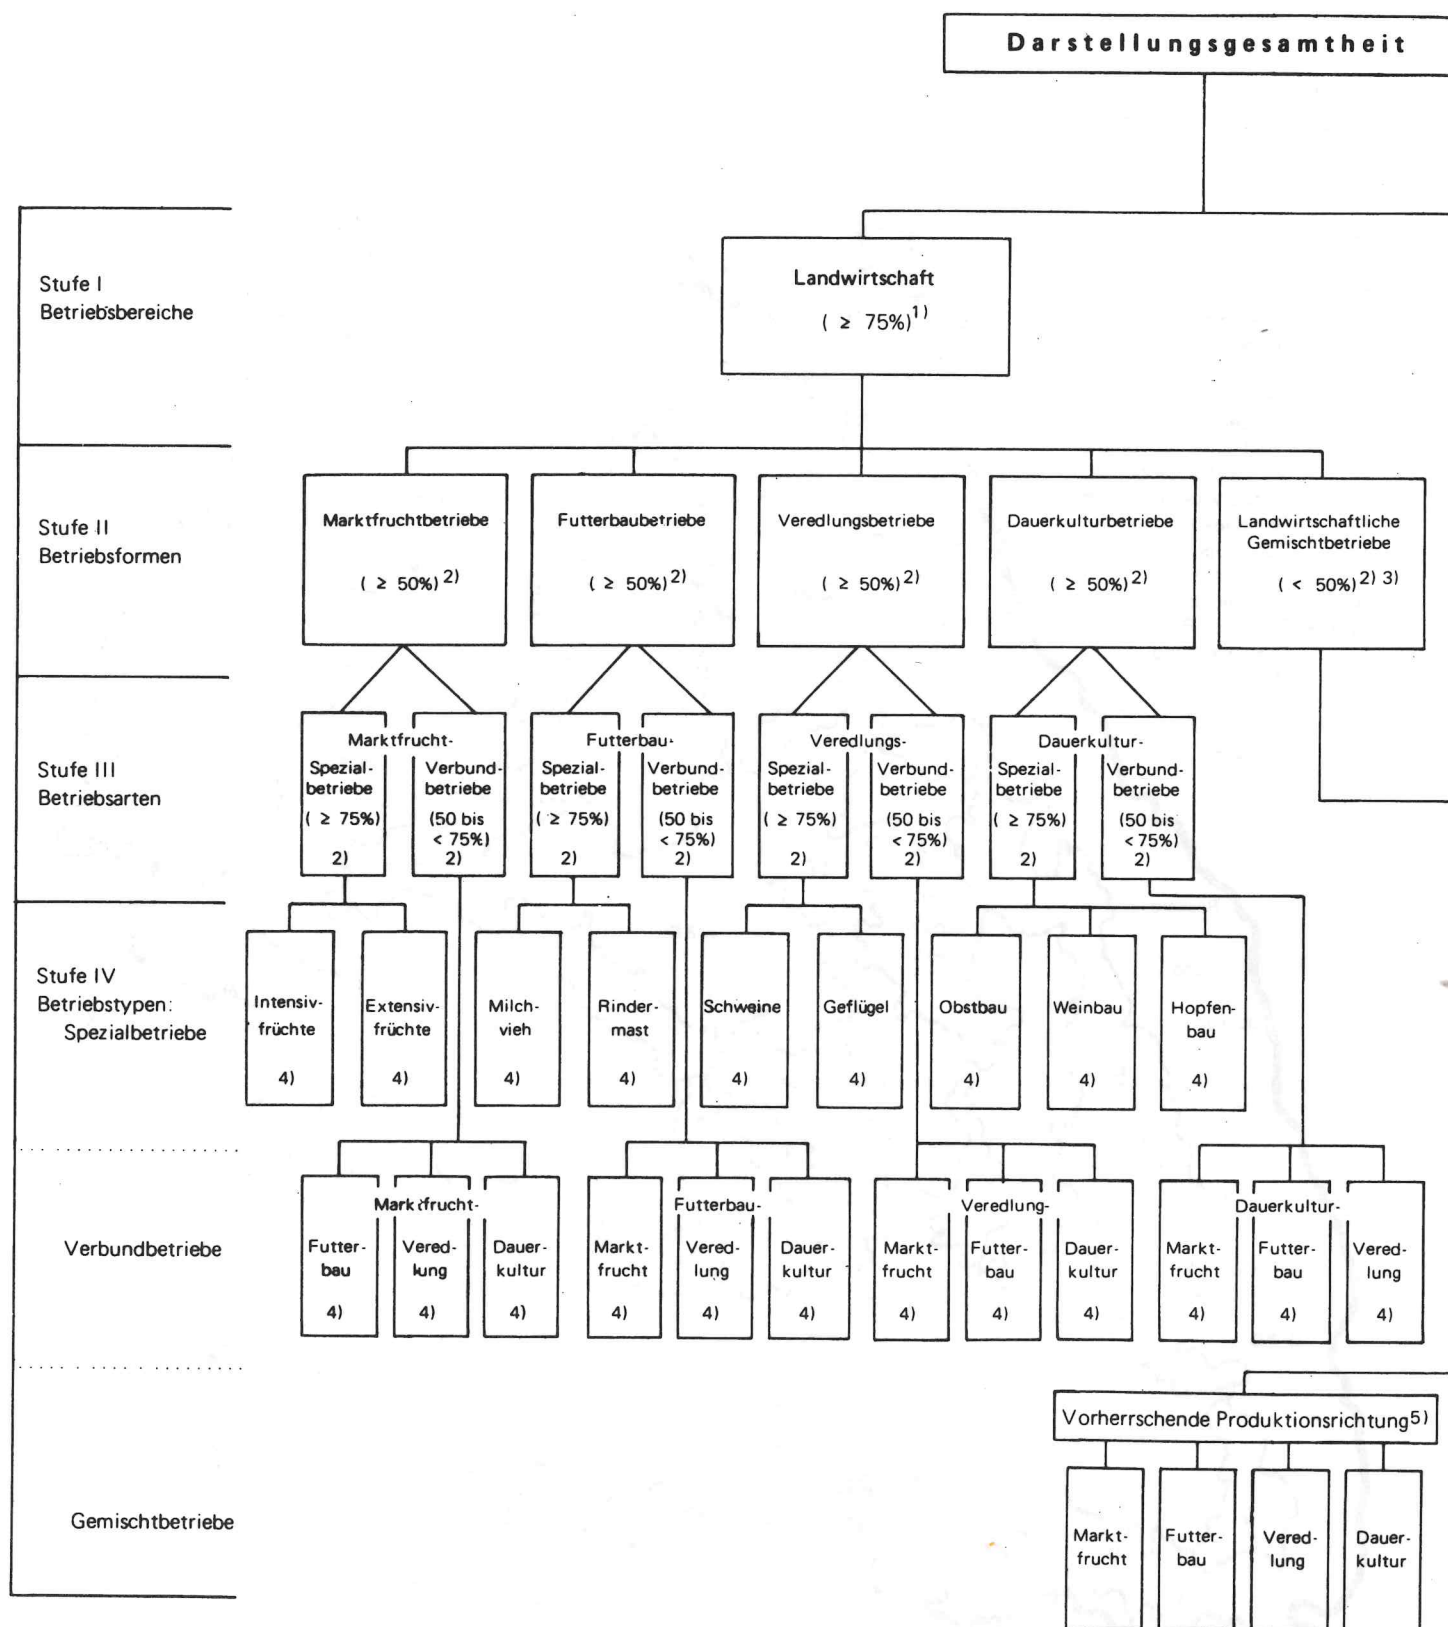 Darstellungsgesamtheit
Stufe I
Betriebsbereiche
Landwirtschaft
( ≥ 75%)1)
Stufe II
Betriebsformen
Marktfruchtbetriebe
( ≥ 50%)2)
Futterbaubetriebe
( ≥ 50%)2)
Veredlungsbetriebe
( ≥ 50%)2)
Dauerkulturbetriebe
( ≥ 50%)2)
Landwirtschaftliche
Gemischtbetriebe
( < 50%)2) 3)
Stufe III
Betriebsarten
Marktfrucht-
Spezial-
betriebe
( ≥ 75%)
2)
Verbund-
betriebe
(50 bis
< 75%)
2)
Futterbau-
Spezial-
betriebe
( ≥ 75%)
2)
Verbund-
betriebe
(50 bis
< 75%)
2)
Veredlungs-
Spezial-
betriebe
( ≥ 75%)
2)
Verbund-
betriebe
(50 bis
< 75%)
2)
Dauerkultur-
Spezial-
betriebe
( ≥ 75%)
2)
Verbund-
betriebe
(50 bis
< 75%)
2)
Stufe IV
Betriebstypen:
Spezialbetriebe
Intensiv-
früchte
4)
Extensiv-
früchte
4)
Milch-
vieh
4)
Rinder-
mast
4)
Schweine
4)
Geflügel
4)
Obstbau
4)
Weinbau
4)
Hopfen-
bau
4)
Verbundbetriebe
Marktfrucht-
Futter-
bau
4)
Vered-
lung
4)
Dauer-
kultur
4)
Futterbau-
Markt-
frucht
4)
Vered-
lung
4)
Dauer-
kultur
4)
Veredlung-
Markt-
frucht
4)
Futter-
bau
4)
Dauer-
kultur
4)
Dauerkultur-
Markt-
frucht
4)
Futter-
bau
4)
Vered-
lung
4)
Gemischtbetriebe
Vorherrschende Produktionsrichtung5)
Markt-
frucht
Futter-
bau
Vered-
lung
Dauer-
kultur